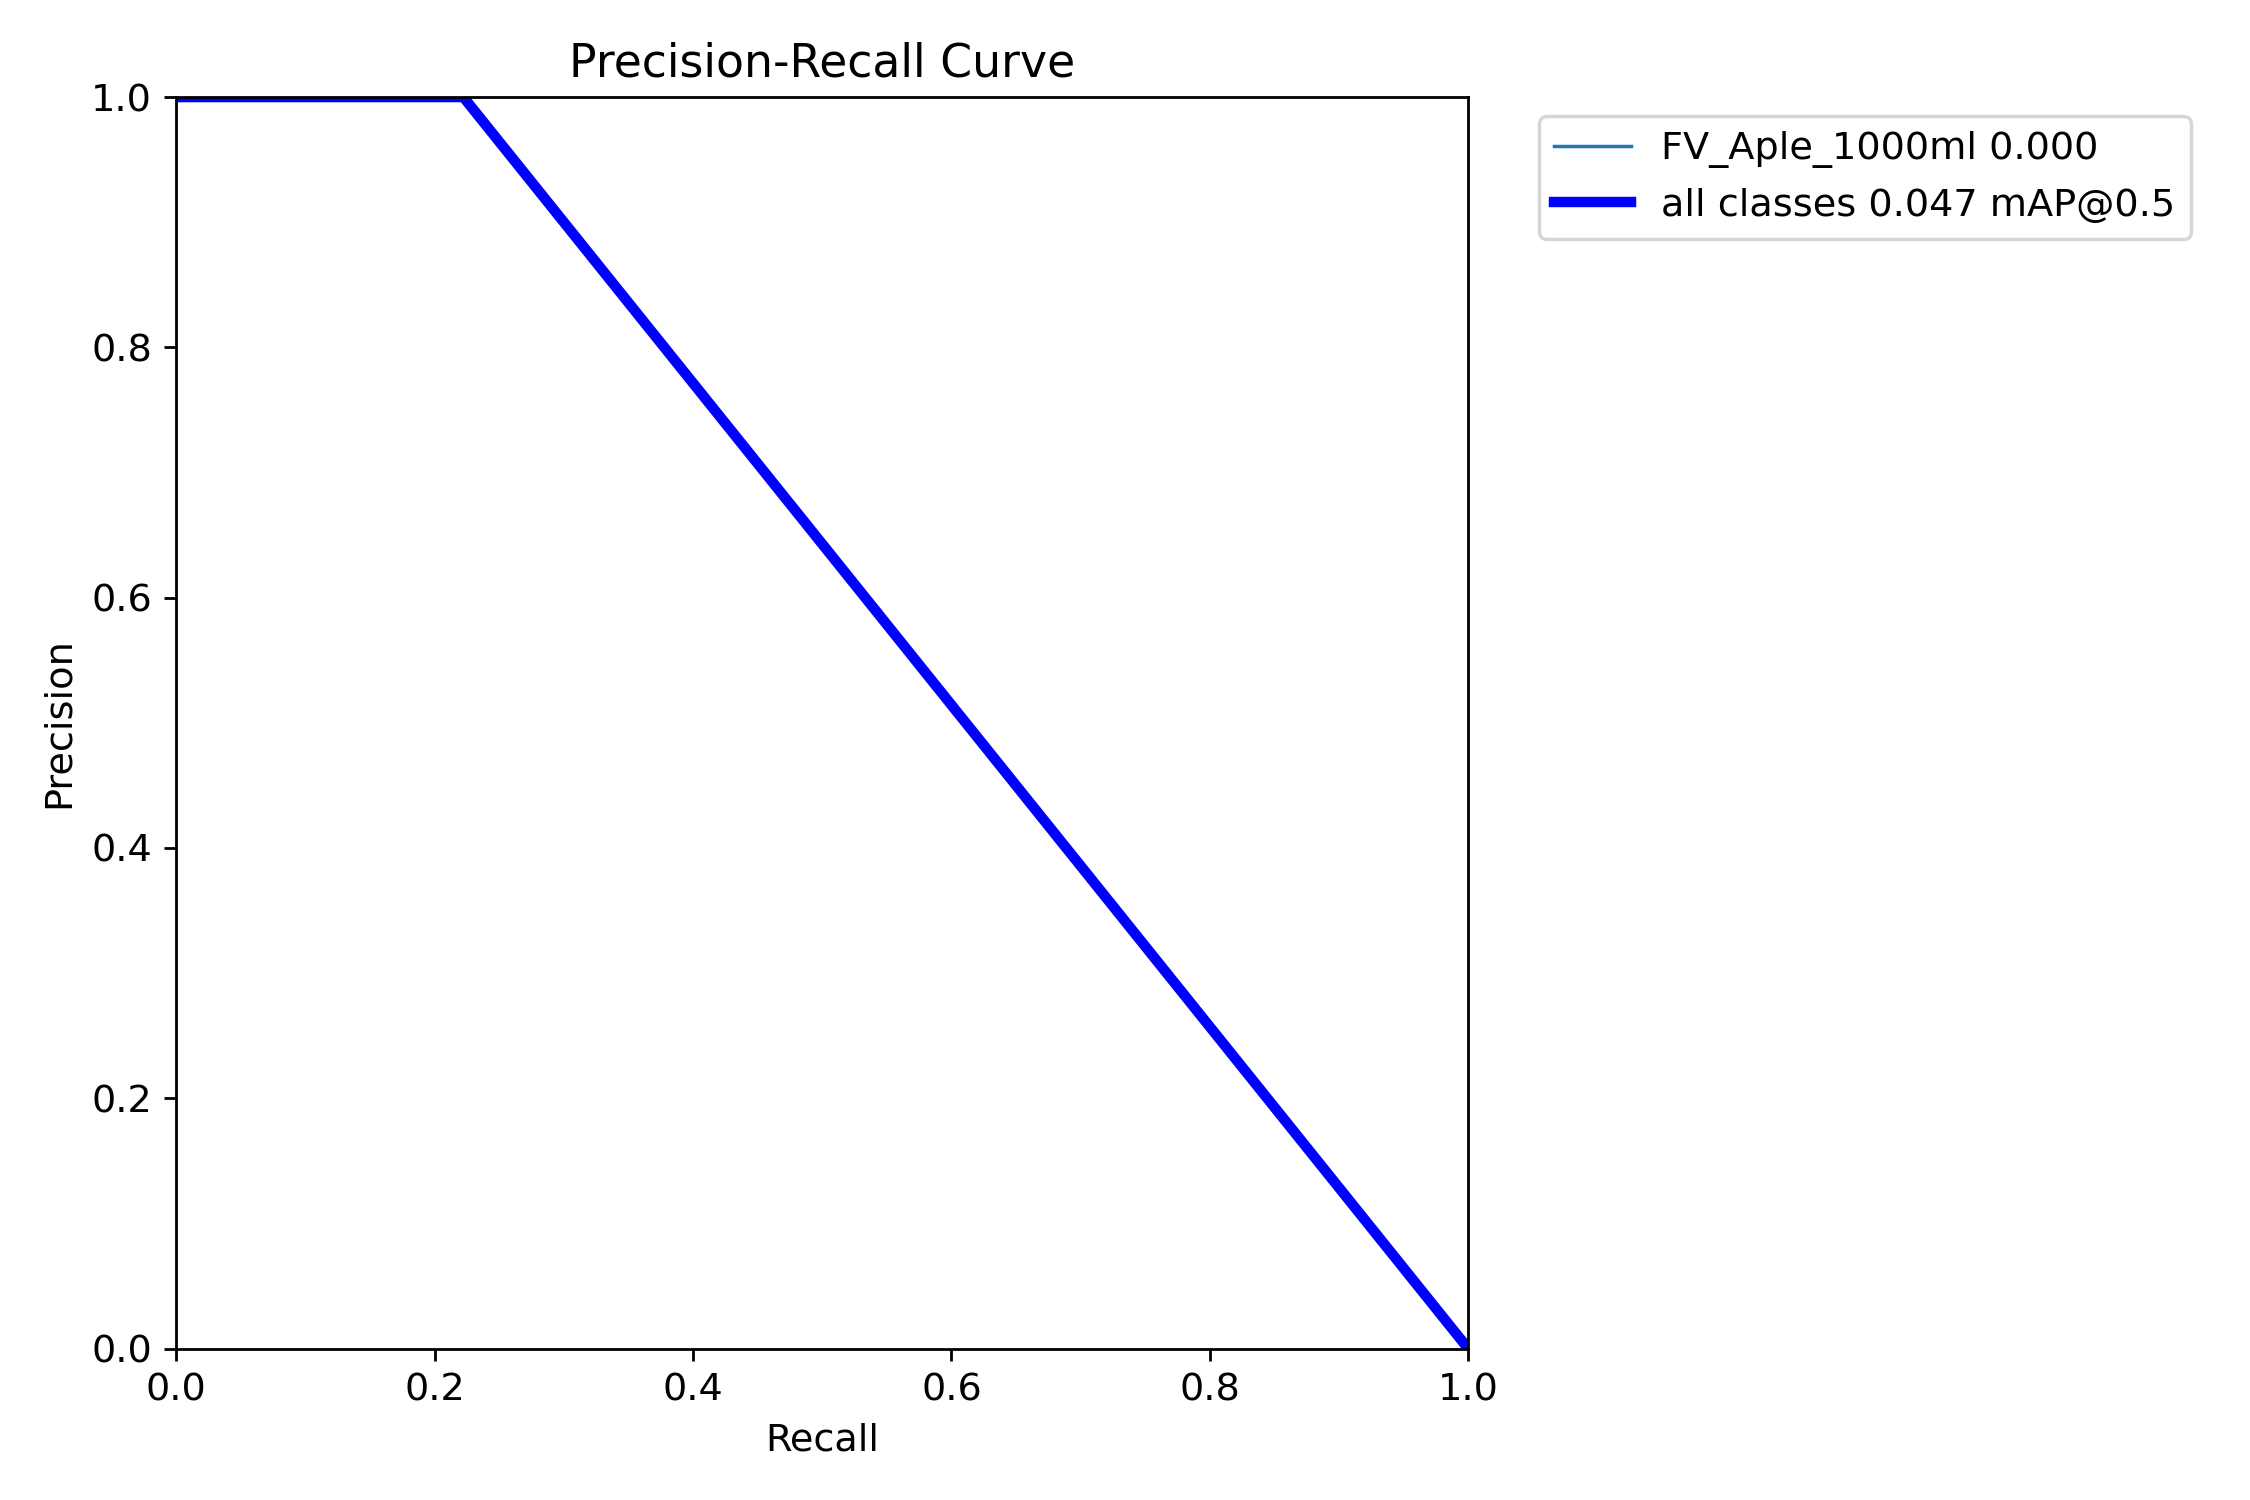 Precision-Recall Curve
1.0
0.8
0.6
0.4
0.2
0.0
Precision
0.0 0.2 0.4 0.6 0.8 1.0
Recall
FV_Aple_1000ml 0.000
all classes 0.047 mAP@0.5